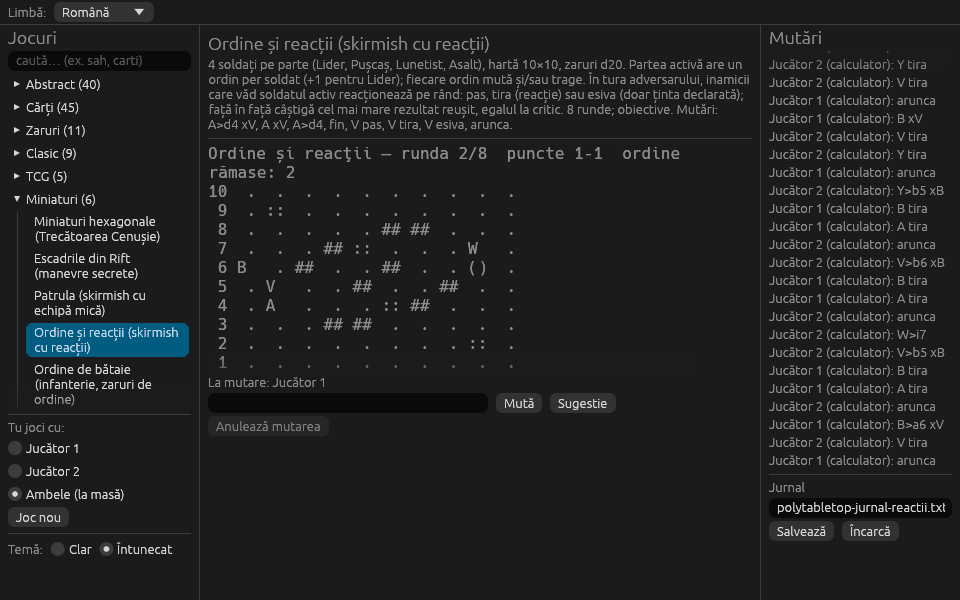 Limbă: Română
Jocuri
caută... (ex. sah, carti)
Abstract (40)
Cărți (45)
Zaruri (11)
Clasic (9)
TCG (5)
Miniaturi (6)
Miniaturi hexagonale
(Trecătoarea Cenușie)
Escadrile din Rift
(manevre secrete)
Patrula (skirmish cu
echipă mică)
Ordine și reacții (skirmish
cu reacții)
Ordine de bătaie
(infanterie, zaruri de
ordine)
Tu joci cu:
Jucător 1
Jucător 2
Ambele (la masă)
Joc nou
Temă: Clar Întunecat
Ordine și reacții (skirmish cu reacții)
4 soldați pe parte (Lider, Pușcaș, Lunetist, Asalt), hartă 10×10, zaruri d20. Partea activă are un
ordin per soldat (+1 pentru Lider); fiecare ordin mută și/sau trage. În tura adversarului, inamicii
care văd soldatul activ reacționează pe rând: pas, tira (reacție) sau esiva (doar ținta declarată);
față în față câștigă cel mai mare rezultat reușit, egalul la critic. 8 runde; obiective. Mutări:
A>d4 xV, A xV, A>d4, fin, V pas, V tira, V esiva, arunca.
Ordine și reacții — runda 2/8 puncte 1-1 ordine
rămase: 2
10 . . . . . . . . . .
9 . :: . . . . . . . .
8 . . . . . ## ## . . .
7 . . . ## :: . . . W .
6 B . ## . . ## . . () .
5 . V . . ## . . ## . .
4 . A . . . :: ## . . .
3 . . . ## ## . . . . .
2 . . . . . . . . :: .
1 . . . . . . . . . .
La mutare: Jucător 1
Mută Sugestie
Anulează mutarea
Mutări
Jucător 2 (calculator): Y tira
Jucător 2 (calculator): V tira
Jucător 1 (calculator): arunca
Jucător 1 (calculator): B xV
Jucător 2 (calculator): V tira
Jucător 2 (calculator): Y tira
Jucător 1 (calculator): arunca
Jucător 2 (calculator): Y>b5 xB
Jucător 1 (calculator): B tira
Jucător 1 (calculator): A tira
Jucător 2 (calculator): arunca
Jucător 2 (calculator): V>b6 xB
Jucător 1 (calculator): B tira
Jucător 1 (calculator): A tira
Jucător 2 (calculator): arunca
Jucător 2 (calculator): W>i7
Jucător 2 (calculator): V>b5 xB
Jucător 1 (calculator): B tira
Jucător 1 (calculator): A tira
Jucător 2 (calculator): arunca
Jucător 1 (calculator): B>a6 xV
Jucător 2 (calculator): V tira
Jucător 1 (calculator): arunca
Jurnal
polytabletop-jurnal-reactii.txt
Salvează Încarcă